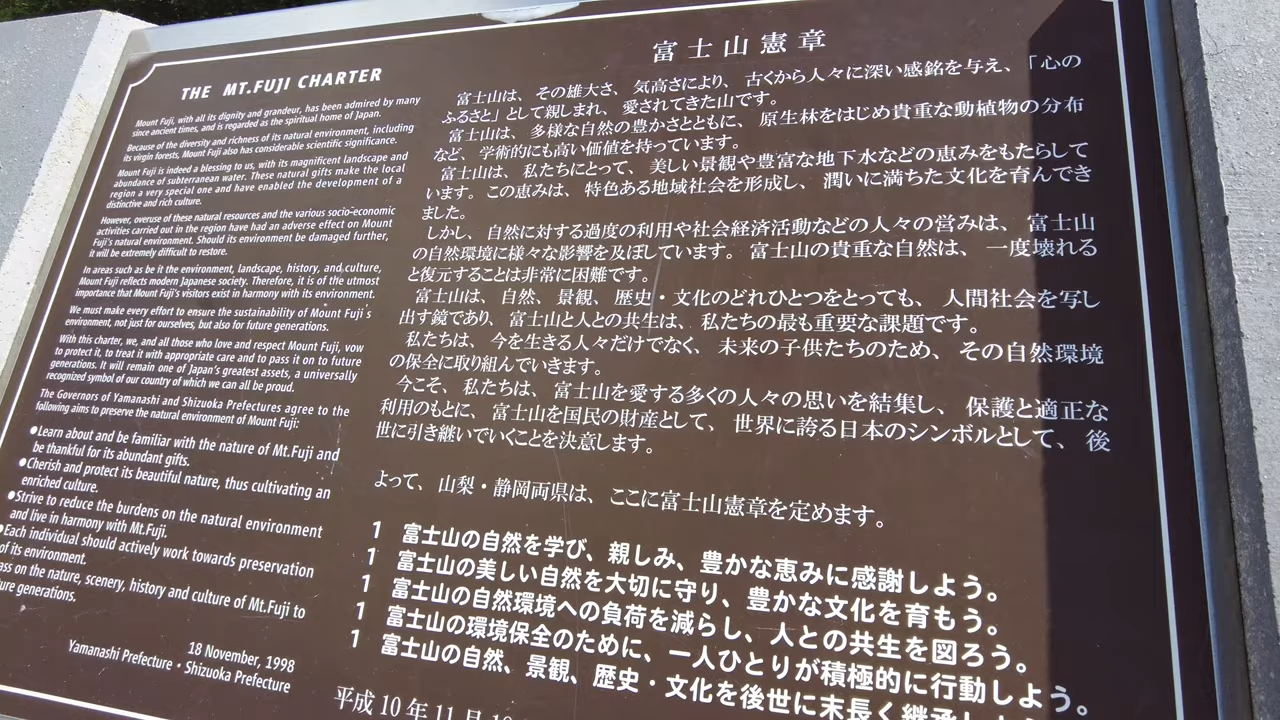 THE MT.FUJI CHARTER
Mount Fuji, with all its dignity and grandeur, has been admired by many
since ancient times, and is regarded as the spiritual home of Japan.
Because of the diversity and richness of its natural environment, including
its virgin forests, Mount Fuji also has considerable scientific significance.
Mount Fuji is indeed a blessing to us, with its magnificent landscape and
abundance of subterranean water. These natural gifts make the local
region a very special one and have enabled the development of a
distinctive and rich culture.
However, overuse of these natural resources and the various socio-economic
activities carried out in the region have had an adverse effect on Mount
Fuji's natural environment. Should its environment be damaged further,
it will be extremely difficult to restore.
In areas such as be it the environment, landscape, history, and culture,
Mount Fuji reflects modern Japanese society. Therefore, it is of the utmost
importance that Mount Fuji's visitors exist in harmony with its environment.
We must make every effort to ensure the sustainability of Mount Fuji's
environment, not just for ourselves, but also for future generations.
With this charter, we, and all those who love and respect Mount Fuji, vow
to protect it, to treat it with appropriate care and to pass it on to future
generations. It will remain one of Japan's greatest assets, a universally
recognized symbol of our country of which we can all be proud.
The Governors of Yamanashi and Shizuoka Prefectures agree to the
following aims to preserve the natural environment of Mount Fuji:
●Learn about and be familiar with the nature of Mt.Fuji and
be thankful for its abundant gifts.
●Cherish and protect its beautiful nature, thus cultivating an
enriched culture.
●Strive to reduce the burdens on the natural environment
and live in harmony with Mt.Fuji.
●Each individual should actively work towards preservation
of its environment.
ass on the nature, scenery, history and culture of Mt.Fuji to
ure generations.
18 November, 1998
Yamanashi Prefecture・Shizuoka Prefecture
富士山憲章
富士山は、その雄大さ、気高さにより、古くから人々に深い感銘を与え、「心の
ふるさと」として親しまれ、愛されてきた山です。
富士山は、多様な自然の豊かさとともに、原生林をはじめ貴重な動植物の分布
など、学術的にも高い価値を持っています。
富士山は、私たちにとって、美しい景観や豊富な地下水などの恵みをもたらして
います。この恵みは、特色ある地域社会を形成し、潤いに満ちた文化を育んでき
ました。
しかし、自然に対する過度の利用や社会経済活動などの人々の営みは、富士山
の自然環境に様々な影響を及ぼしています。富士山の貴重な自然は、一度壊れる
と復元することは非常に困難です。
富士山は、自然、景観、歴史・文化のどれひとつをとっても、人間社会を写し
出す鏡であり、富士山と人との共生は、私たちの最も重要な課題です。
私たちは、今を生きる人々だけでなく、未来の子供たちのため、その自然環境
の保全に取り組んでいきます。
今こそ、私たちは、富士山を愛する多くの人々の思いを結集し、保護と適正な
利用のもとに、富士山を国民の財産として、世界に誇る日本のシンボルとして、後
世に引き継いでいくことを決意します。
よって、山梨・静岡両県は、ここに富士山憲章を定めます。
1 富士山の自然を学び、親しみ、豊かな恵みに感謝しよう。
1 富士山の美しい自然を大切に守り、豊かな文化を育もう。
1 富士山の自然環境への負荷を減らし、人との共生を図ろう。
1 富士山の環境保全のために、一人ひとりが積極的に行動しよう。
1 富士山の自然、景観、歴史・文化を後世に末長く継承しよう
平成10年11月18